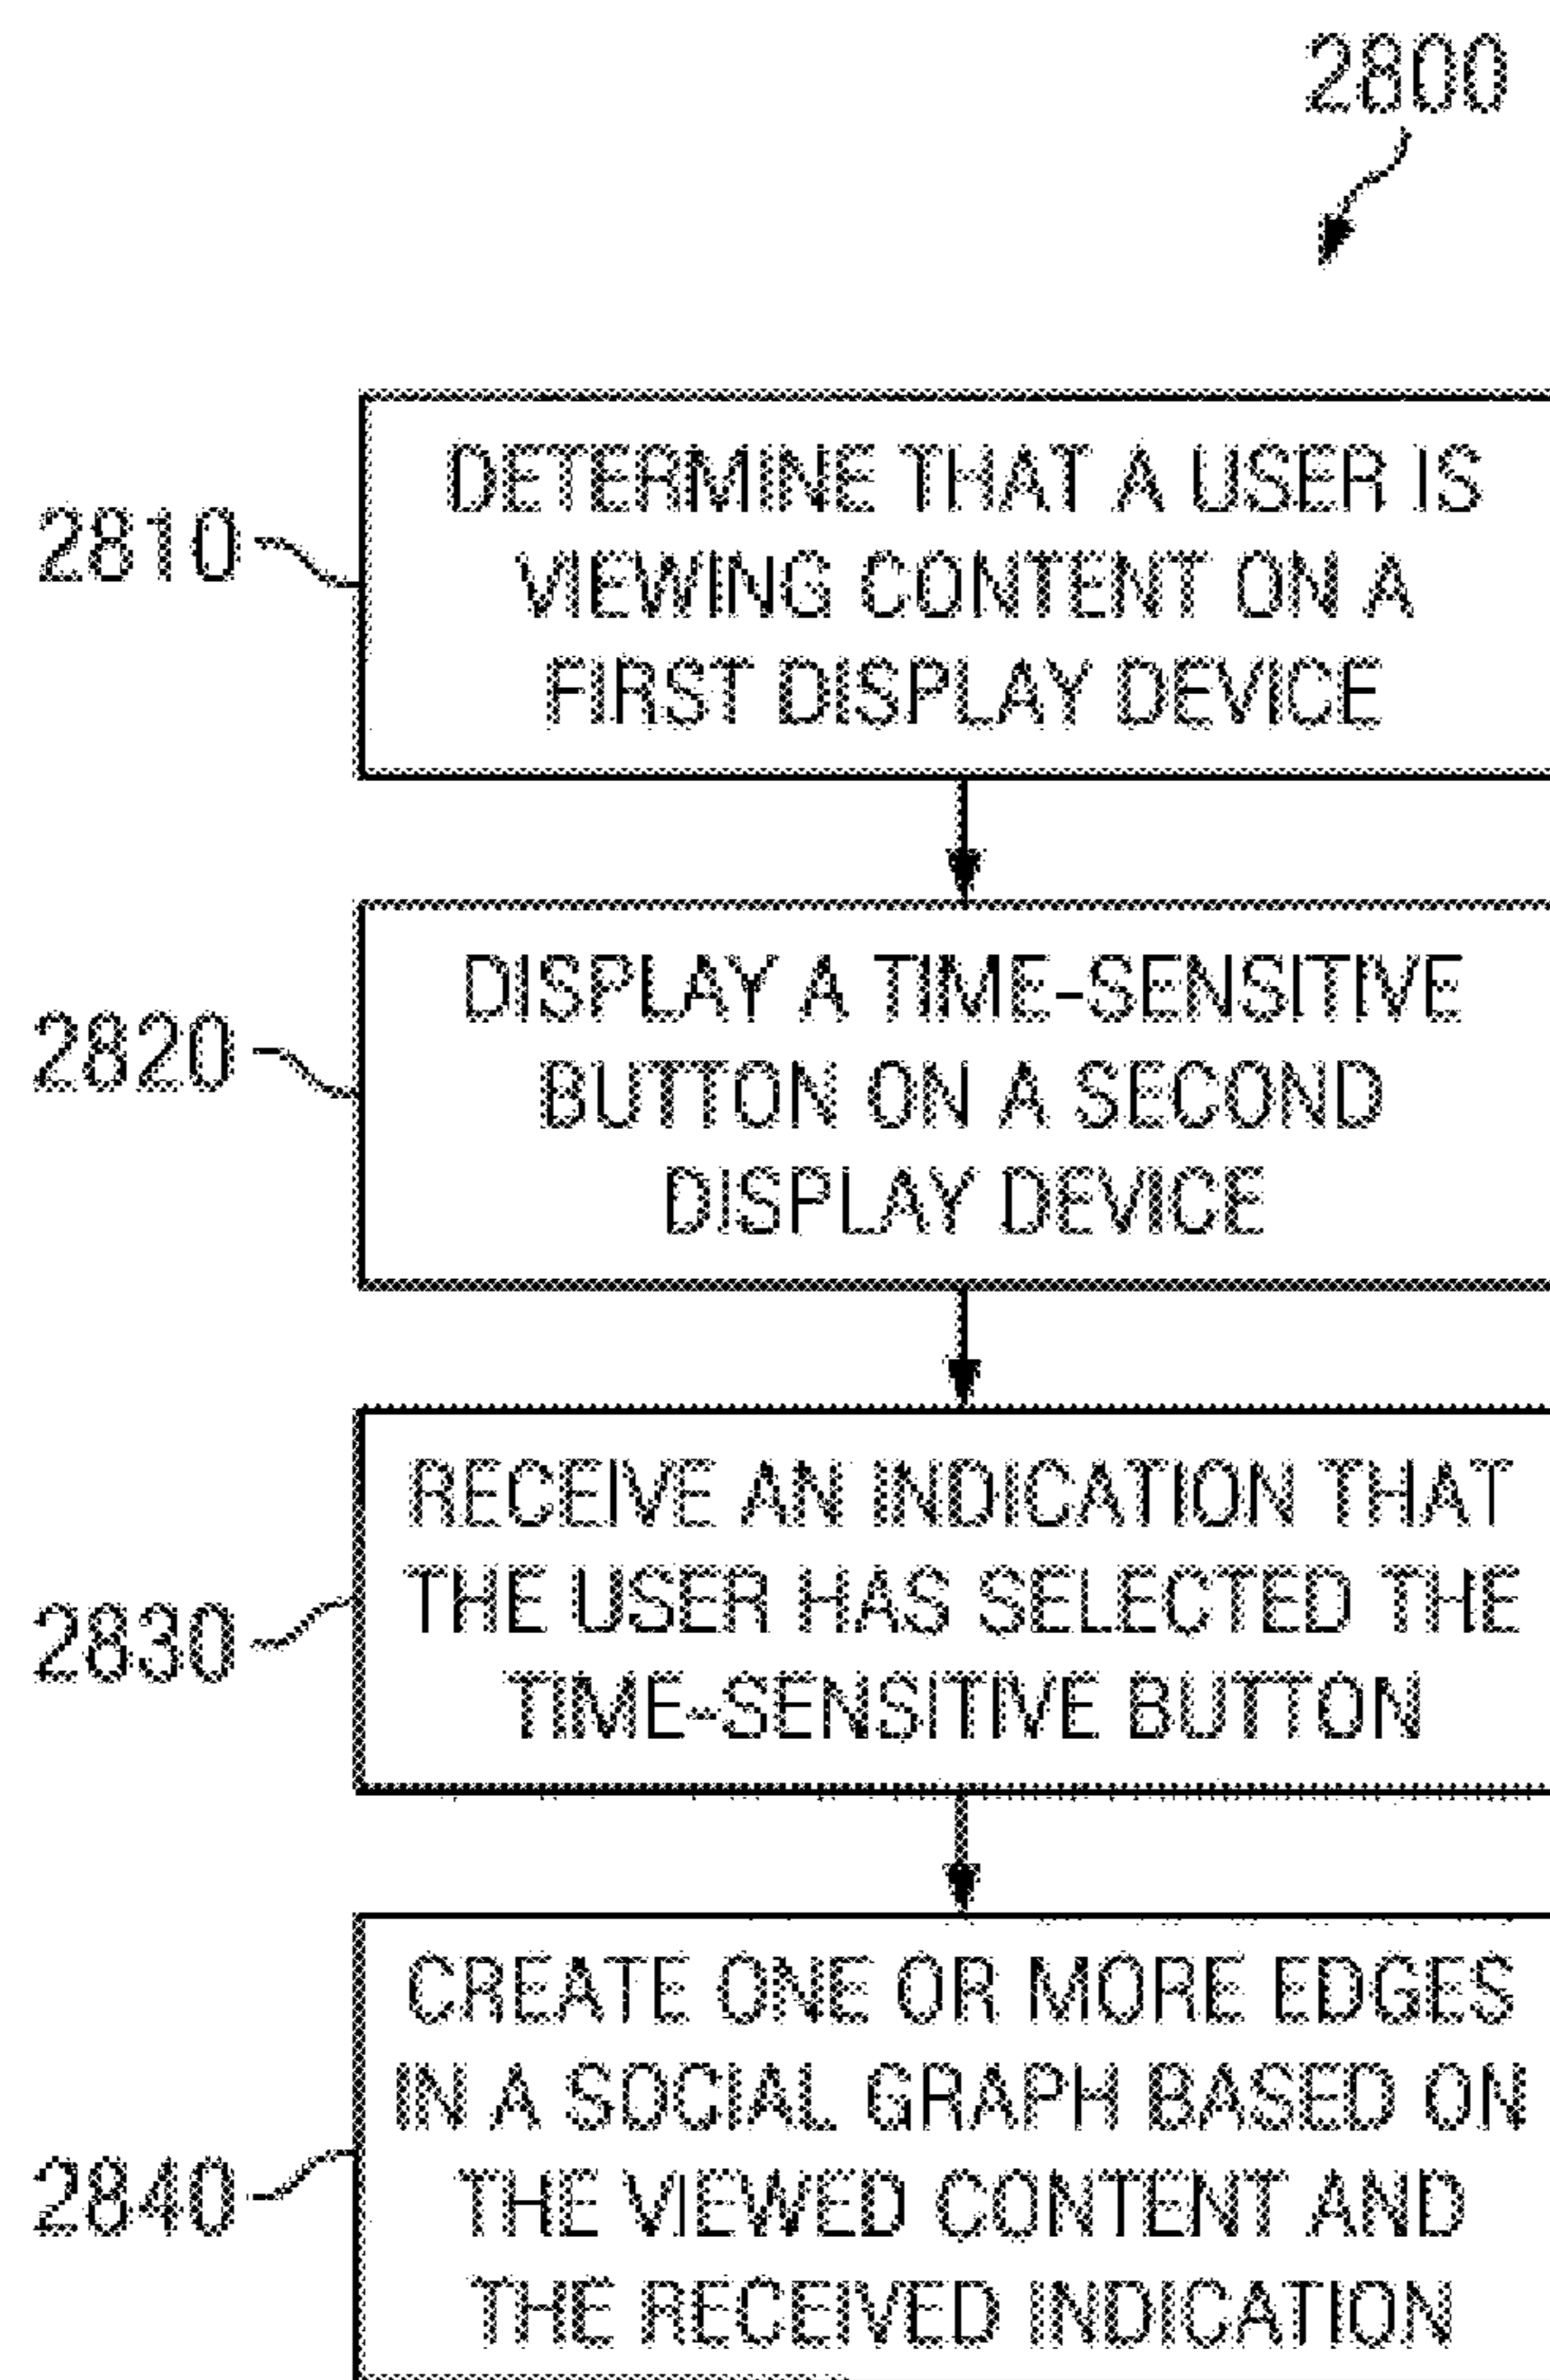 2800
2810
DETERMINE THAT A USER IS
VIEWING CONTENT ON A
FIRST DISPLAY DEVICE
2820
DISPLAY A TIME-SENSITIVE
BUTTON ON A SECOND
DISPLAY DEVICE
2830
RECEIVE AN INDICATION THAT
THE USER HAS SELECTED THE
TIME-SENSITIVE BUTTON
2840
CREATE ONE OR MORE EDGES
IN A SOCIAL GRAPH BASED ON
THE VIEWED CONTENT AND
THE RECEIVED INDICATION